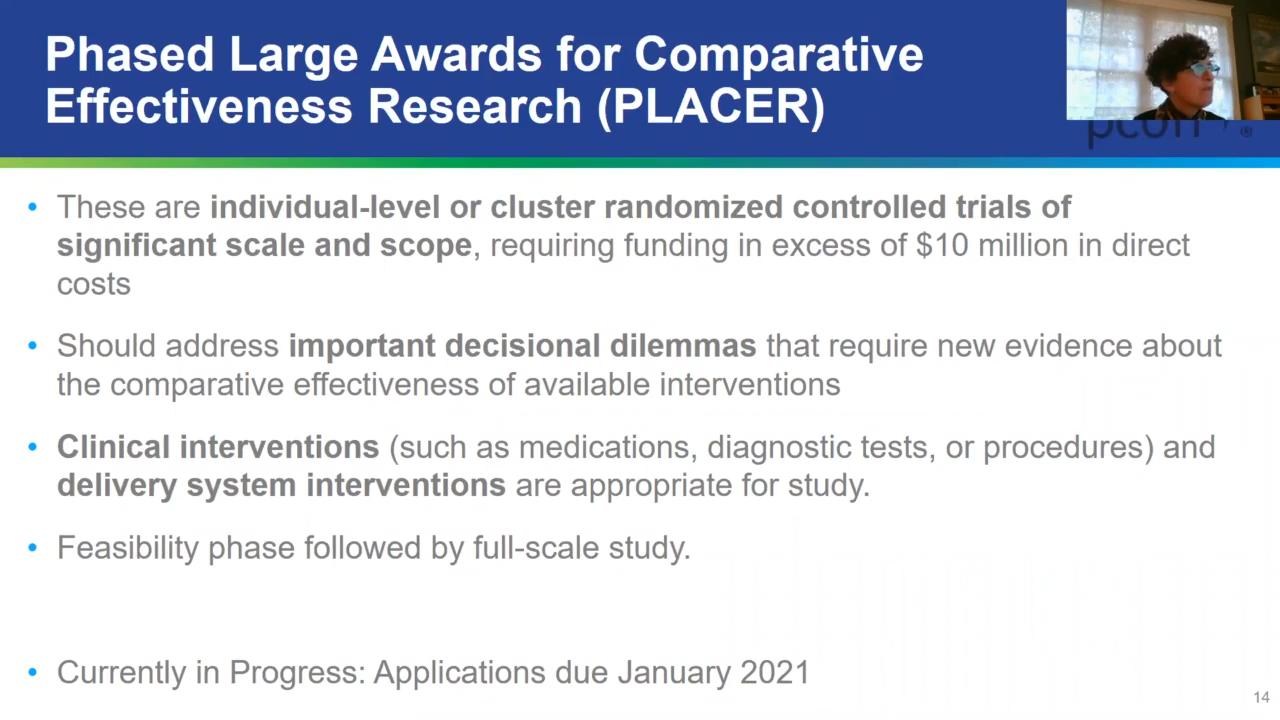 Phased Large Awards for Comparative
Effectiveness Research (PLACER)
• These are individual-level or cluster randomized controlled trials of
significant scale and scope, requiring funding in excess of $10 million in direct
costs
• Should address important decisional dilemmas that require new evidence about
the comparative effectiveness of available interventions
• Clinical interventions (such as medications, diagnostic tests, or procedures) and
delivery system interventions are appropriate for study.
• Feasibility phase followed by full-scale study.
• Currently in Progress: Applications due January 2021
14